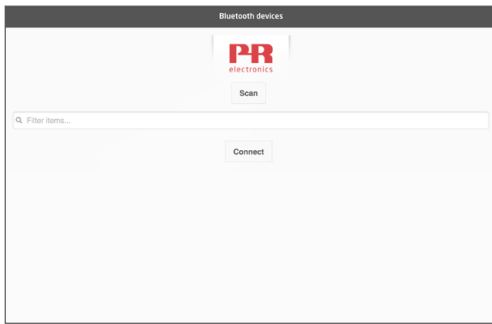 Bluetooth devices
PR
electronics
Scan
Filter items...
Connect